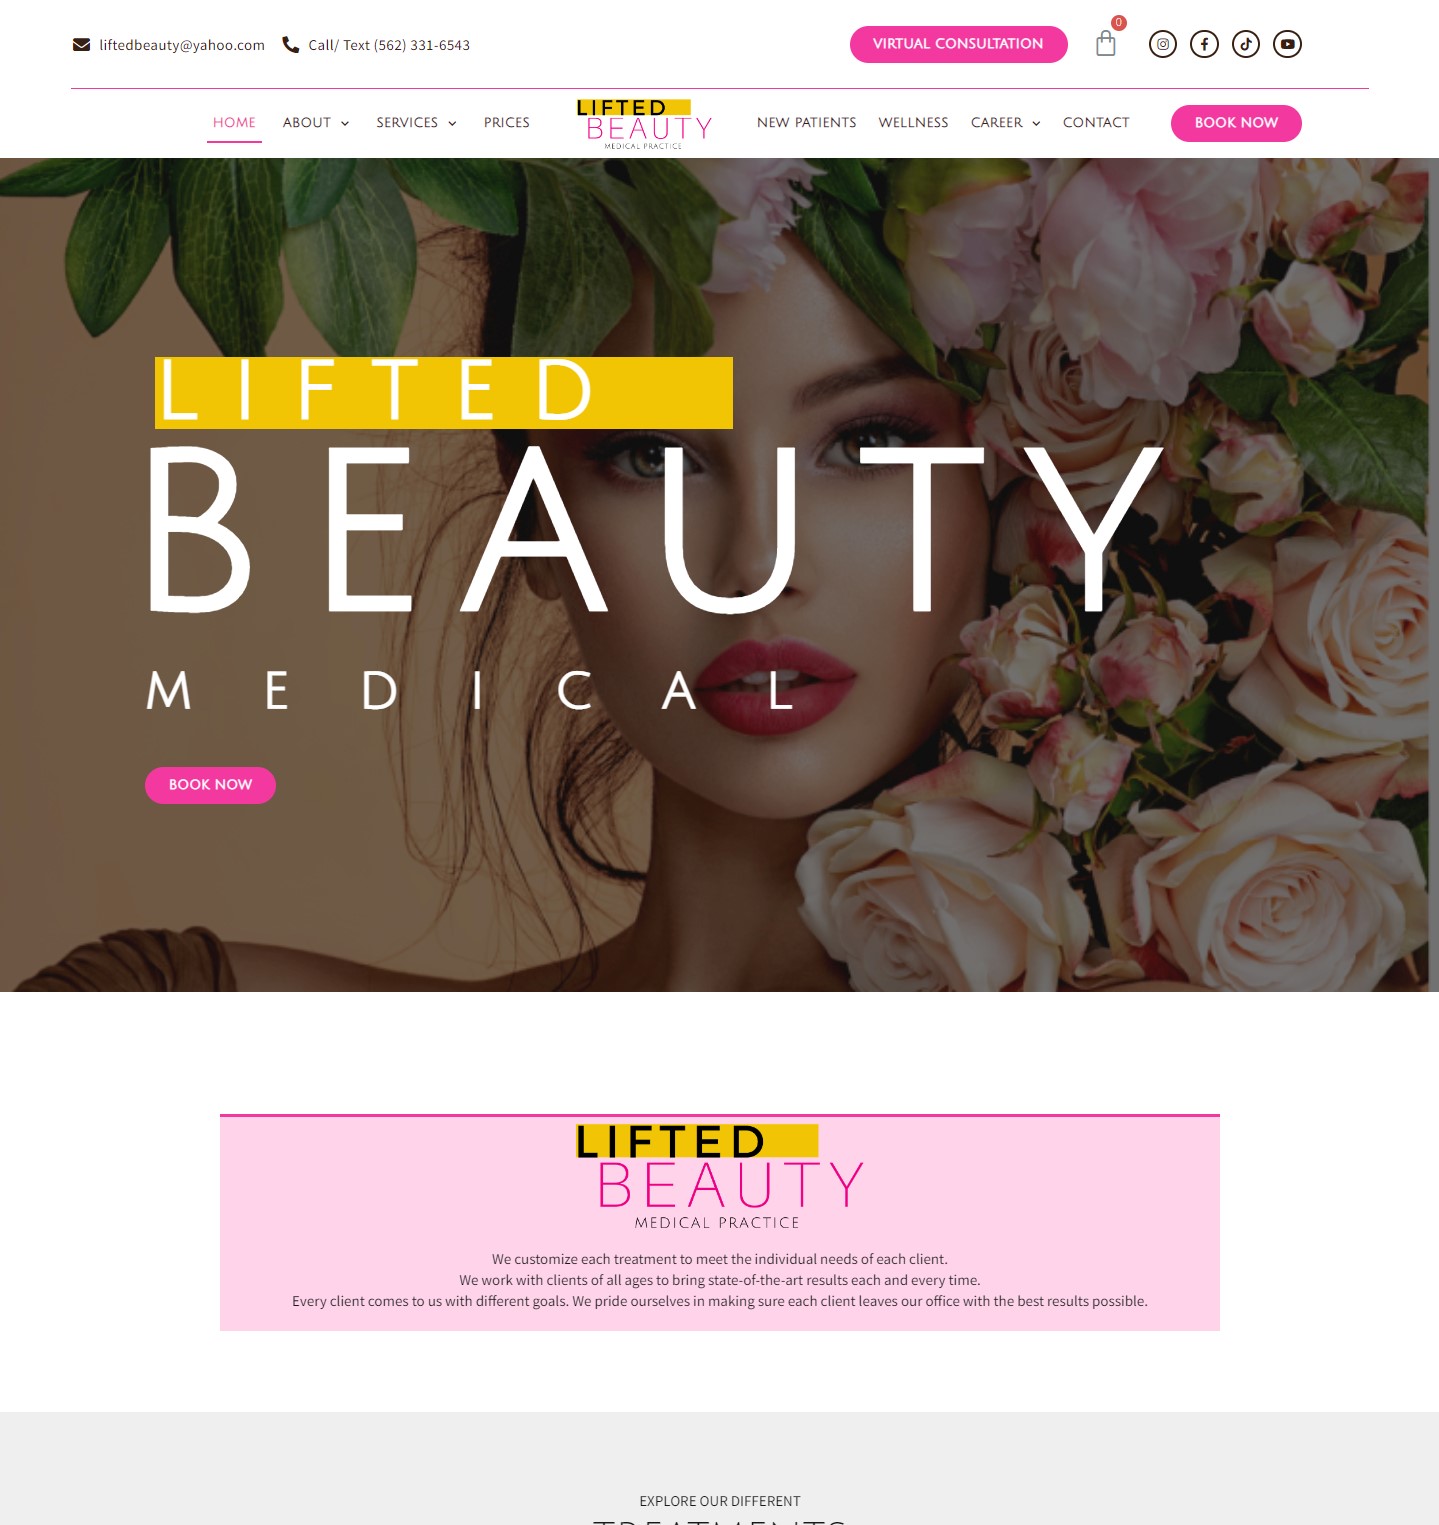 liftedbeauty@yahoo.com Call/ Text (562) 331-6543
VIRTUAL CONSULTATION
0
HOME ABOUT SERVICES PRICES
LIFTED
BEAUTY
MEDICAL PRACTICE
NEW PATIENTS WELLNESS CAREER CONTACT
BOOK NOW
LIFTED
BEAUTY
MEDICAL
BOOK NOW
LIFTED
BEAUTY
MEDICAL PRACTICE
We customize each treatment to meet the individual needs of each client.
We work with clients of all ages to bring state-of-the-art results each and every time.
Every client comes to us with different goals. We pride ourselves in making sure each client leaves our office with the best results possible.
EXPLORE OUR DIFFERENT
TREATMENTS